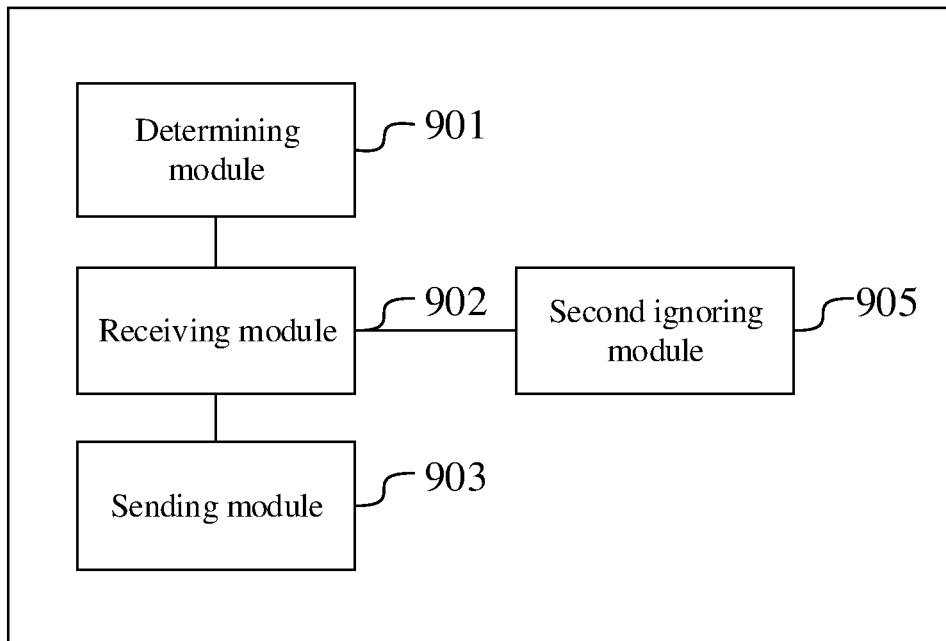 Determining
module
901
Receiving module
902
Second ignoring
module
905
Sending module
903